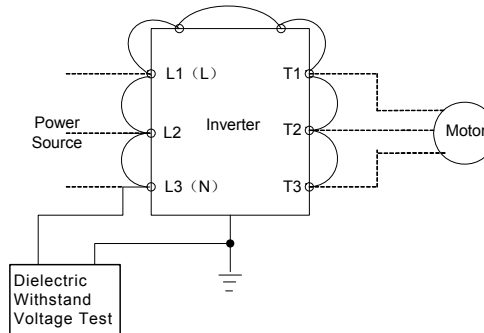 L1（L）
T1
Power
Source
L2
Inverter
T2
Motor
L3（N）
T3
Dielectric
Withstand
Voltage Test